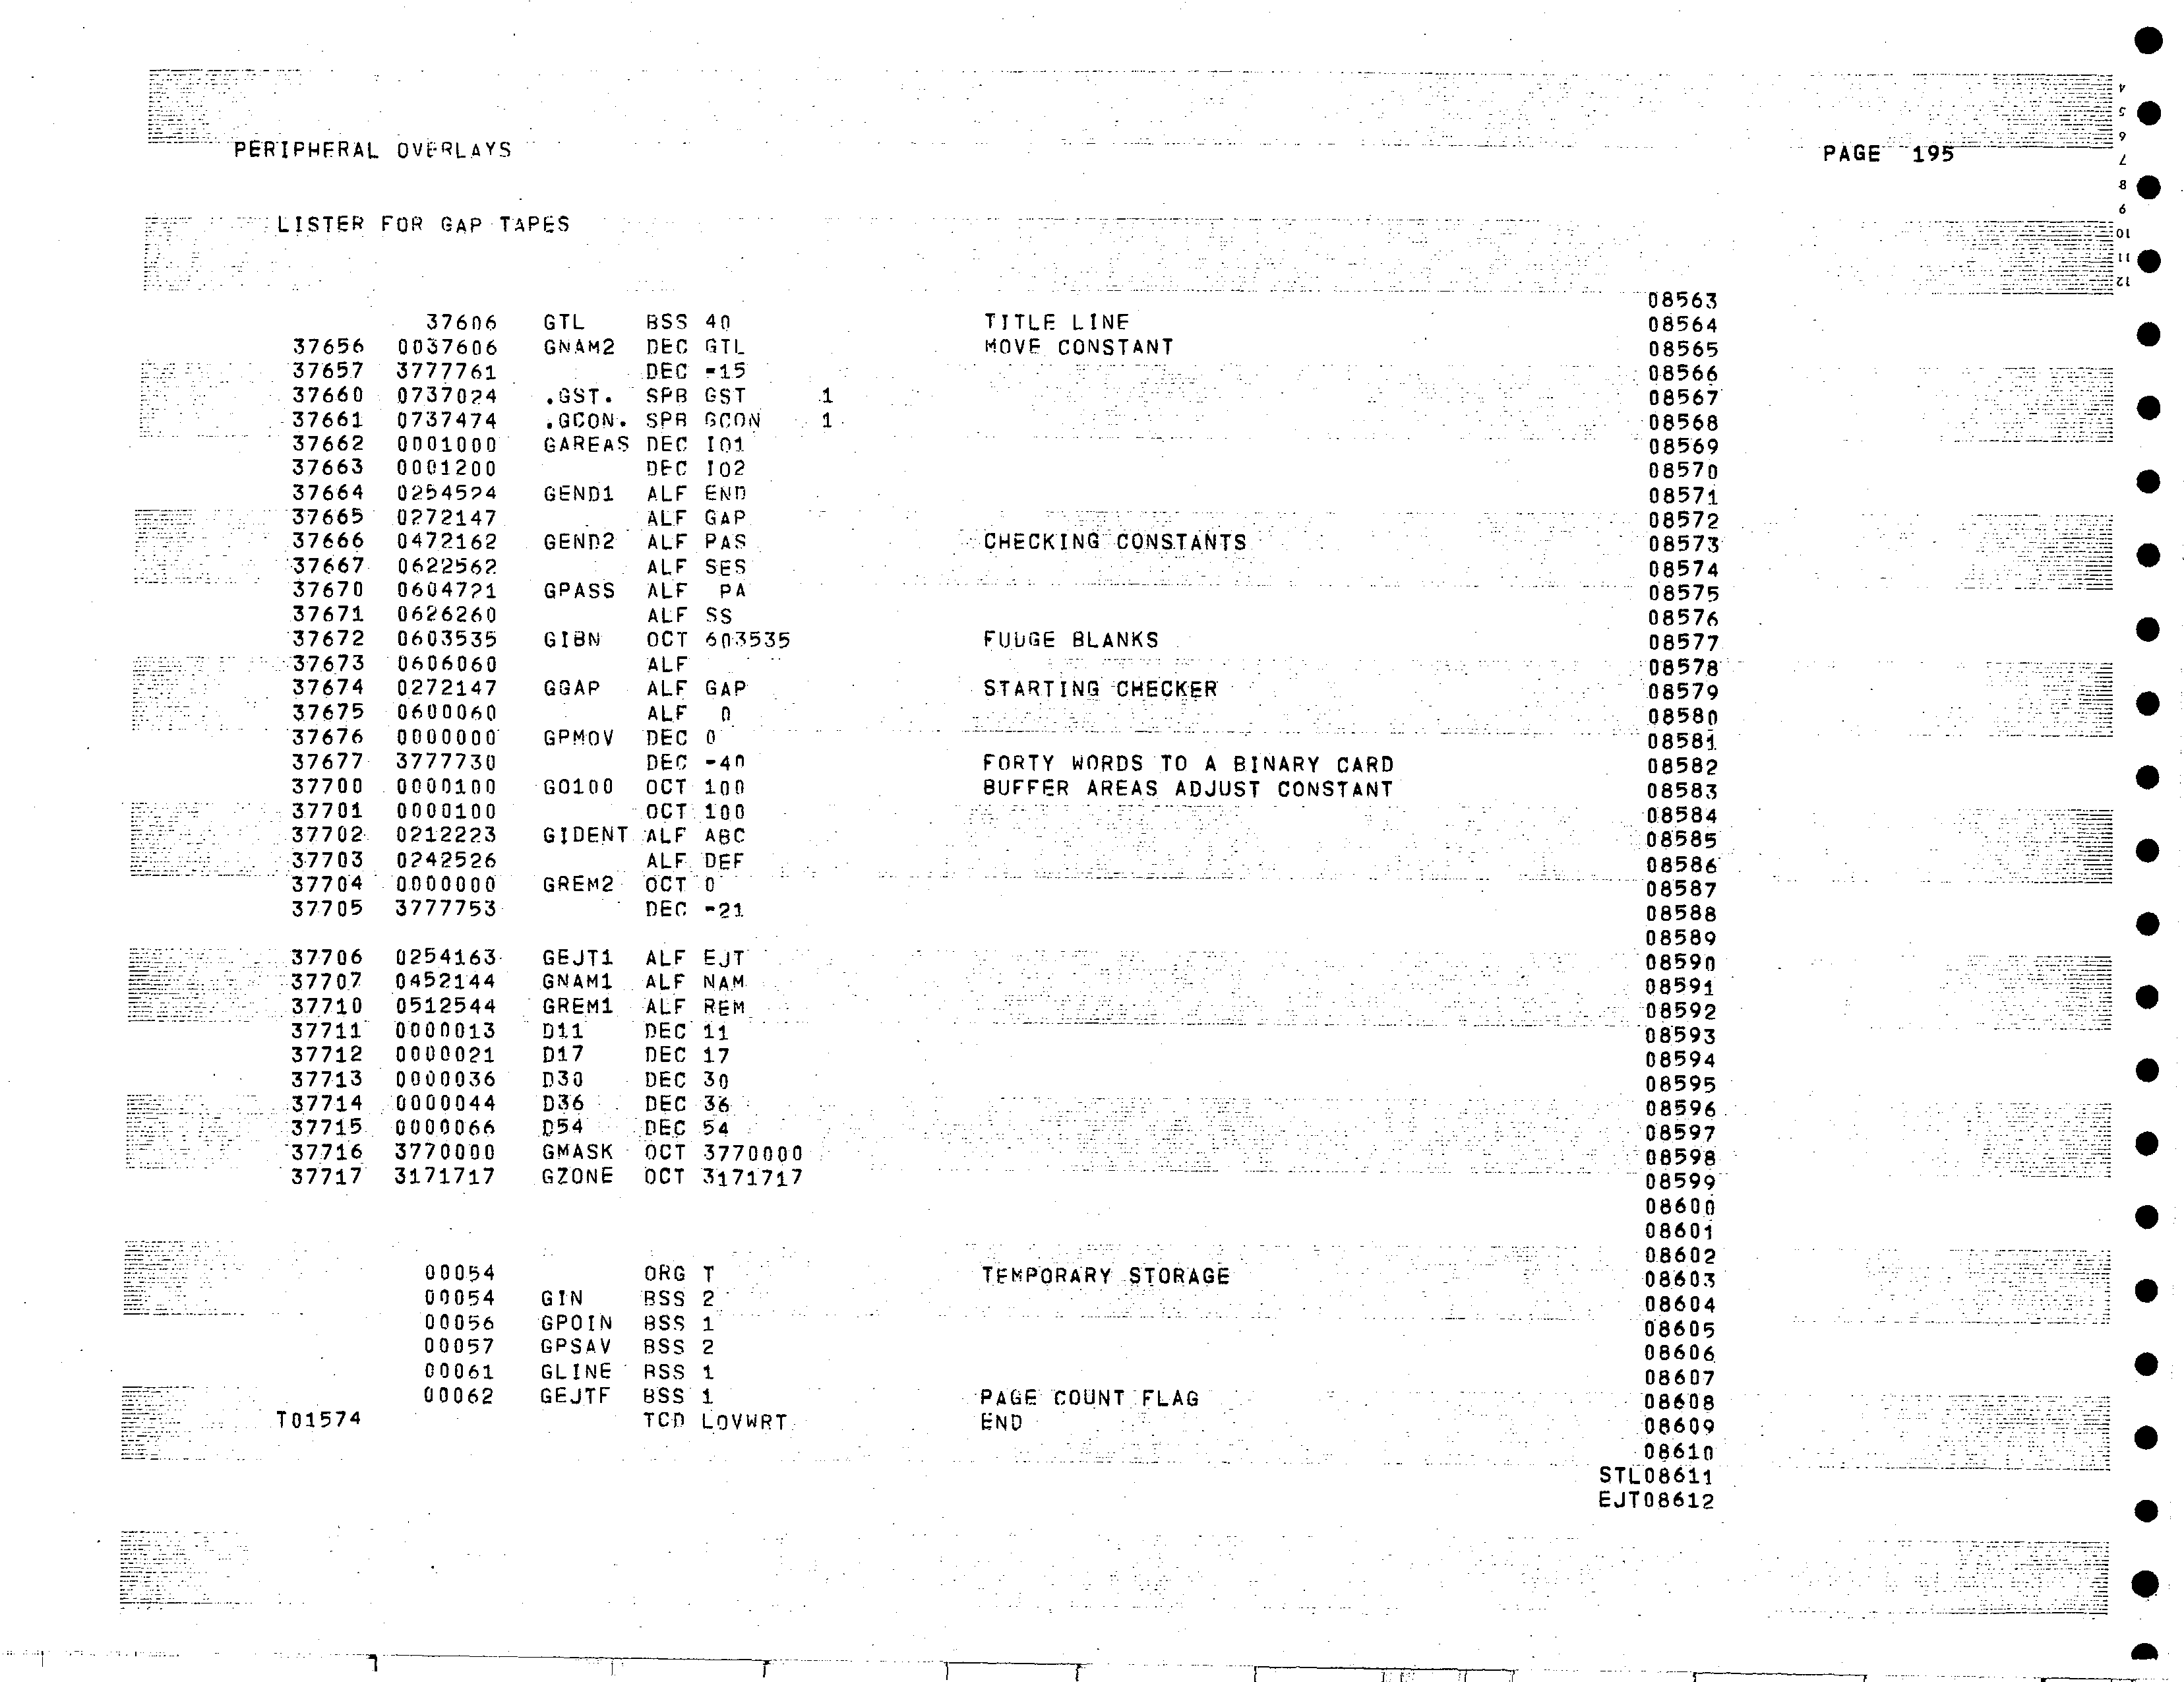 PERIPHERAL OVERLAYS PAGE 195
LISTER FOR GAP TAPES
08563
37606 GTL BSS 40 TITLE LINE 08564
37656 0037606 GNAM2 DEC GTL MOVE CONSTANT 08565
37657 3777761 DEC -15 08566
37660 0737024 .GST. SPB GST 1 08567
37661 0737474 .GCON. SPB GCON 1 08568
37662 0001000 GAREAS DEC IO1 08569
37663 0001200 DEC IO2 08570
37664 0254524 GEND1 ALF END 08571
37665 0272147 ALF GAP 08572
37666 0472162 GEND2 ALF PAS CHECKING CONSTANTS 08573
37667 0622562 ALF SES 08574
37670 0604721 GPASS ALF PA 08575
37671 0626260 ALF SS 08576
37672 0603535 GIBN OCT 603535 FUDGE BLANKS 08577
37673 0606060 ALF 08578
37674 0272147 GGAP ALF GAP STARTING CHECKER 08579
37675 0600060 ALF 0 08580
37676 0000000 GPMOV DEC 0 08581
37677 3777730 DEC -40 FORTY WORDS TO A BINARY CARD 08582
37700 0000100 GO100 OCT 100 BUFFER AREAS ADJUST CONSTANT 08583
37701 0000100 OCT 100 08584
37702 0212223 GIDENT ALF ABC 08585
37703 0242526 ALF DEF 08586
37704 0000000 GREM2 OCT 0 08587
37705 3777753 DEC -21 08588
08589
37706 0254163 GEJT1 ALF EJT 08590
37707 0452144 GNAM1 ALF NAM 08591
37710 0512544 GREM1 ALF REM 08592
37711 0000013 D11 DEC 11 08593
37712 0000021 D17 DEC 17 08594
37713 0000036 D30 DEC 30 08595
37714 0000044 D36 DEC 36 08596
37715 0000066 D54 DEC 54 08597
37716 3770000 GMASK OCT 3770000 08598
37717 3171717 GZONE OCT 3171717 08599
08600
08601
08602
00054 ORG T TEMPORARY STORAGE 08603
00054 GIN BSS 2 08604
00056 GPOIN BSS 1 08605
00057 GPSAV BSS 2 08606
00061 GLINE BSS 1 08607
00062 GEJTF BSS 1 PAGE COUNT FLAG 08608
T01574 TCD LOVWRT END 08609
08610
STL08611
EJT08612
4
5
6
7
8
9
10
11
12